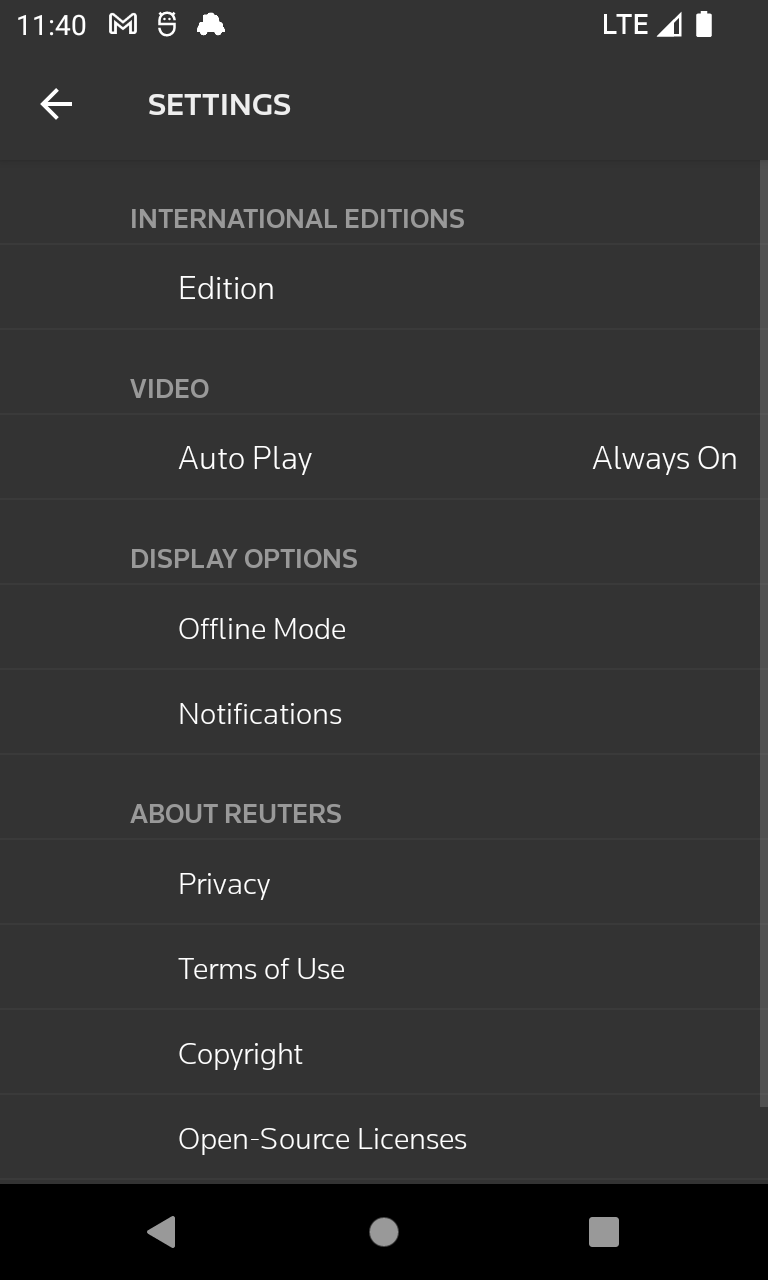 11:40 LTE
SETTINGS
INTERNATIONAL EDITIONS
Edition
VIDEO
Auto Play Always On
DISPLAY OPTIONS
Offline Mode
Notifications
ABOUT REUTERS
Privacy
Terms of Use
Copyright
Open-Source Licenses